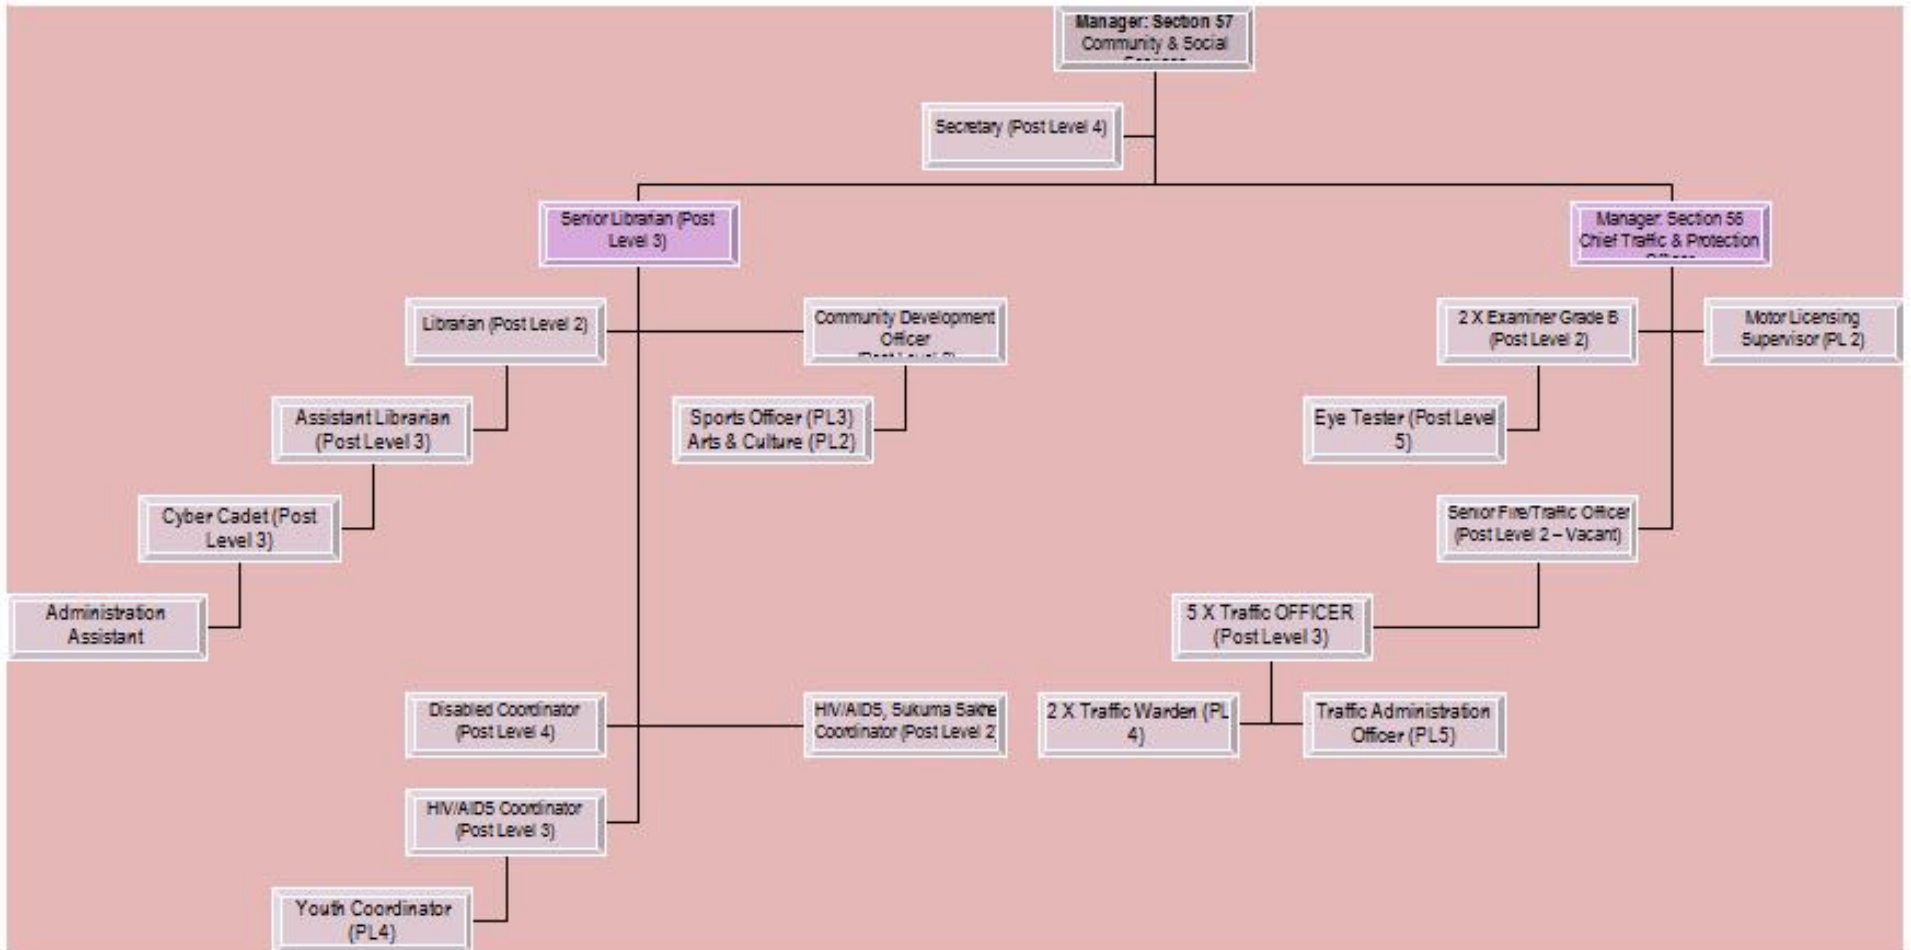 Manager: Section 57
Community & Social
Secretary (Post Level 4)
Senior Librarian (Post
Level 3)
Manager: Section 56
Chief Traffic & Protection
Librarian (Post Level 2)
Community Development
Officer
2 X Examiner Grade B
(Post Level 2)
Motor Licensing
Supervisor (PL 2)
Assistant Librarian
(Post Level 3)
Sports Officer (PL3)
Arts & Culture (PL2)
Eye Tester (Post Level
5)
Cyber Cadet (Post
Level 3)
Senior Fire/Traffic Officer
(Post Level 2 – Vacant)
Administration
Assistant
5 X Traffic OFFICER
(Post Level 3)
Disabled Coordinator
(Post Level 4)
HIV/AIDS, Sukuma Sakhe
Coordinator (Post Level 2
2 X Traffic Warden (PL
4)
Traffic Administration
Officer (PL5)
HIV/AIDS Coordinator
(Post Level 3)
Youth Coordinator
(PL4)